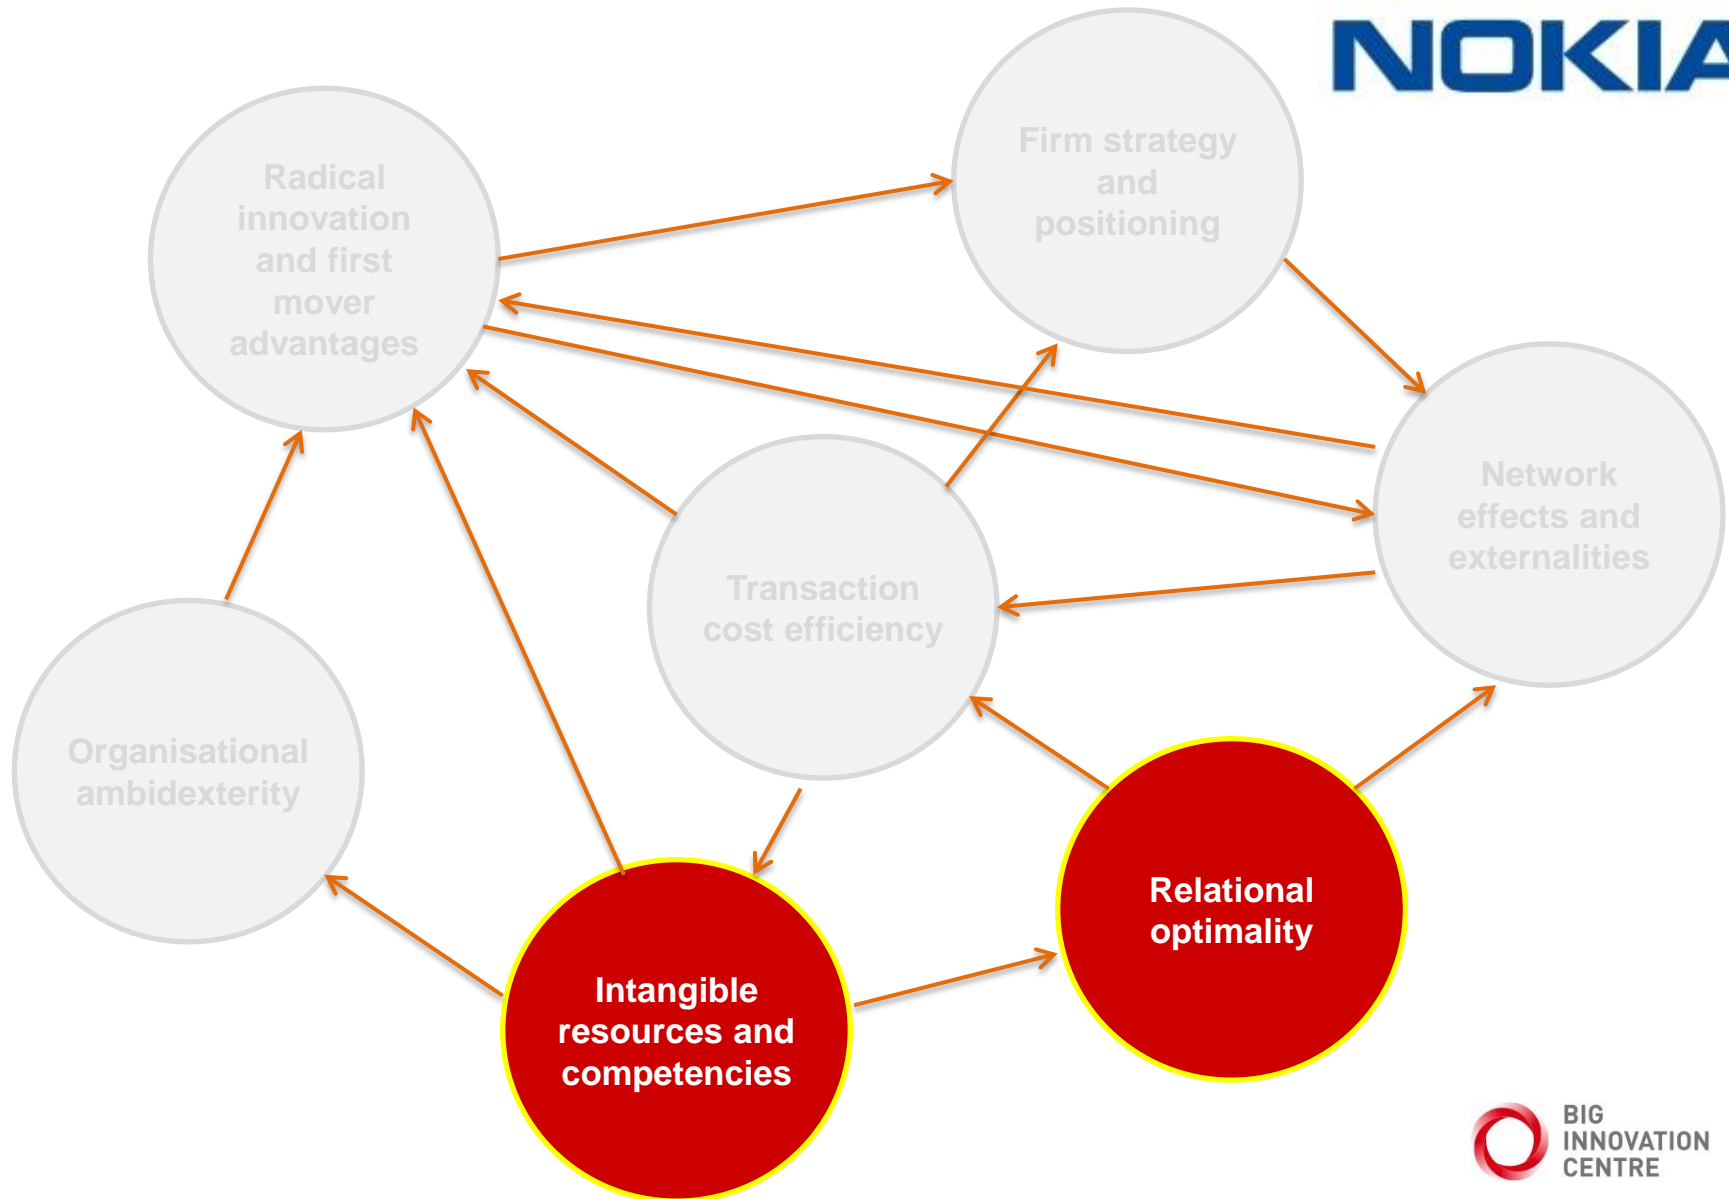 NOKIA
Firm strategy
and
positioning
Radical
innovation
and first
mover
advantages
Network
effects and
externalities
Transaction
cost efficiency
Organisational
ambidexterity
Relational
optimality
Intangible
resources and
competencies
BIG
INNOVATION
CENTRE